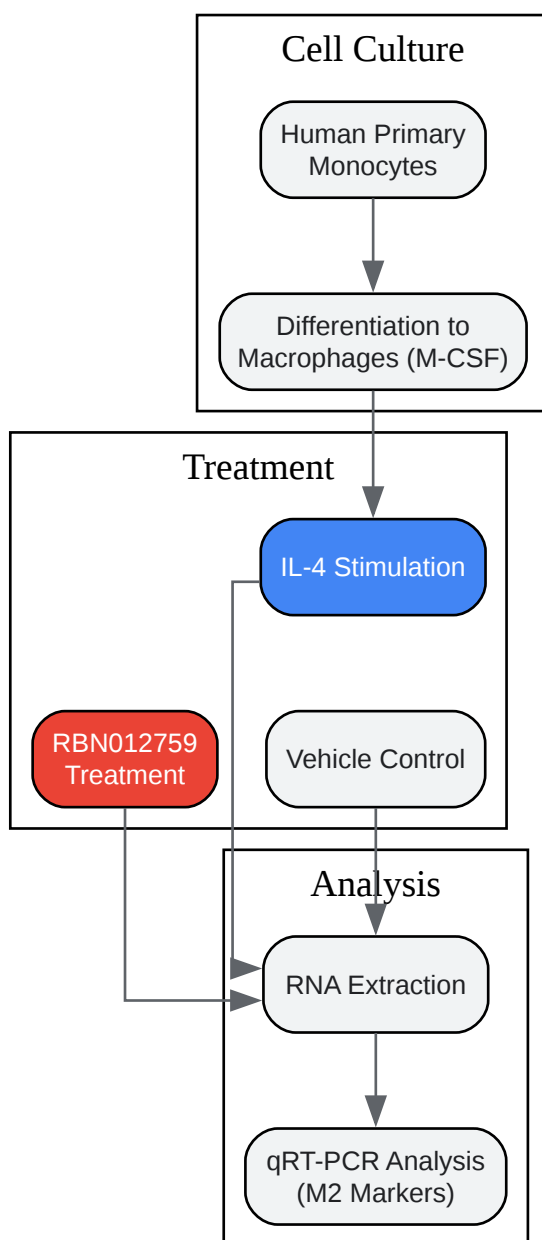 Cell Culture
Human Primary
Monocytes
Differentiation to
Macrophages (M-CSF)
Treatment
IL-4 Stimulation
RBN012759
Treatment
Vehicle Control
Analysis
RNA Extraction
qRT-PCR Analysis
(M2 Markers)